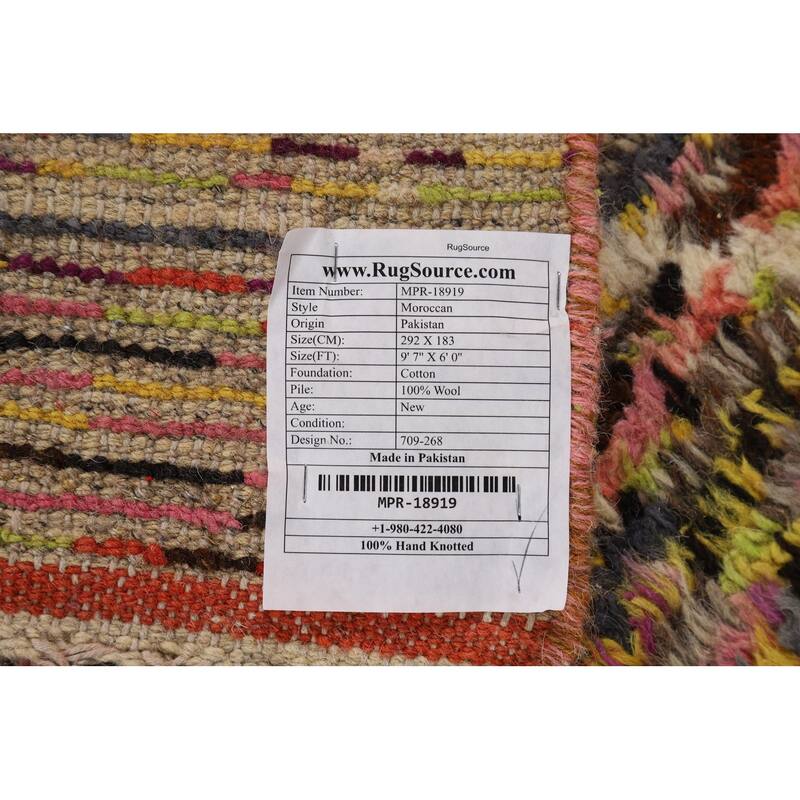 RugSource
www.RugSource.com
Item Number: MPR-18919
Style Moroccan
Origin Pakistan
Size(CM): 292 X 183
Size(FT): 9' 7" X 6' 0"
Foundation: Cotton
Pile: 100% Wool
Age: New
Condition:
Design No.: 709-268
Made in Pakistan
MPR-18919
+1-980-422-4080
100% Hand Knotted